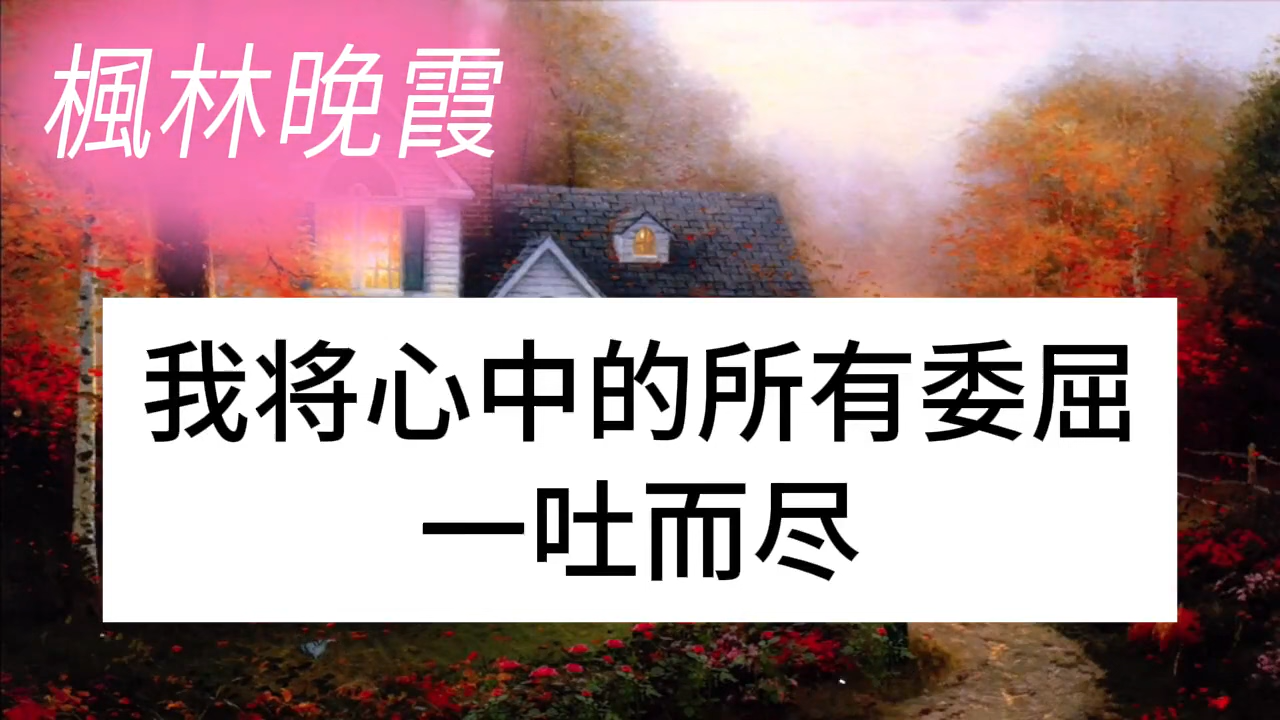 楓林晚霞
我将心中的所有委屈
一吐而尽